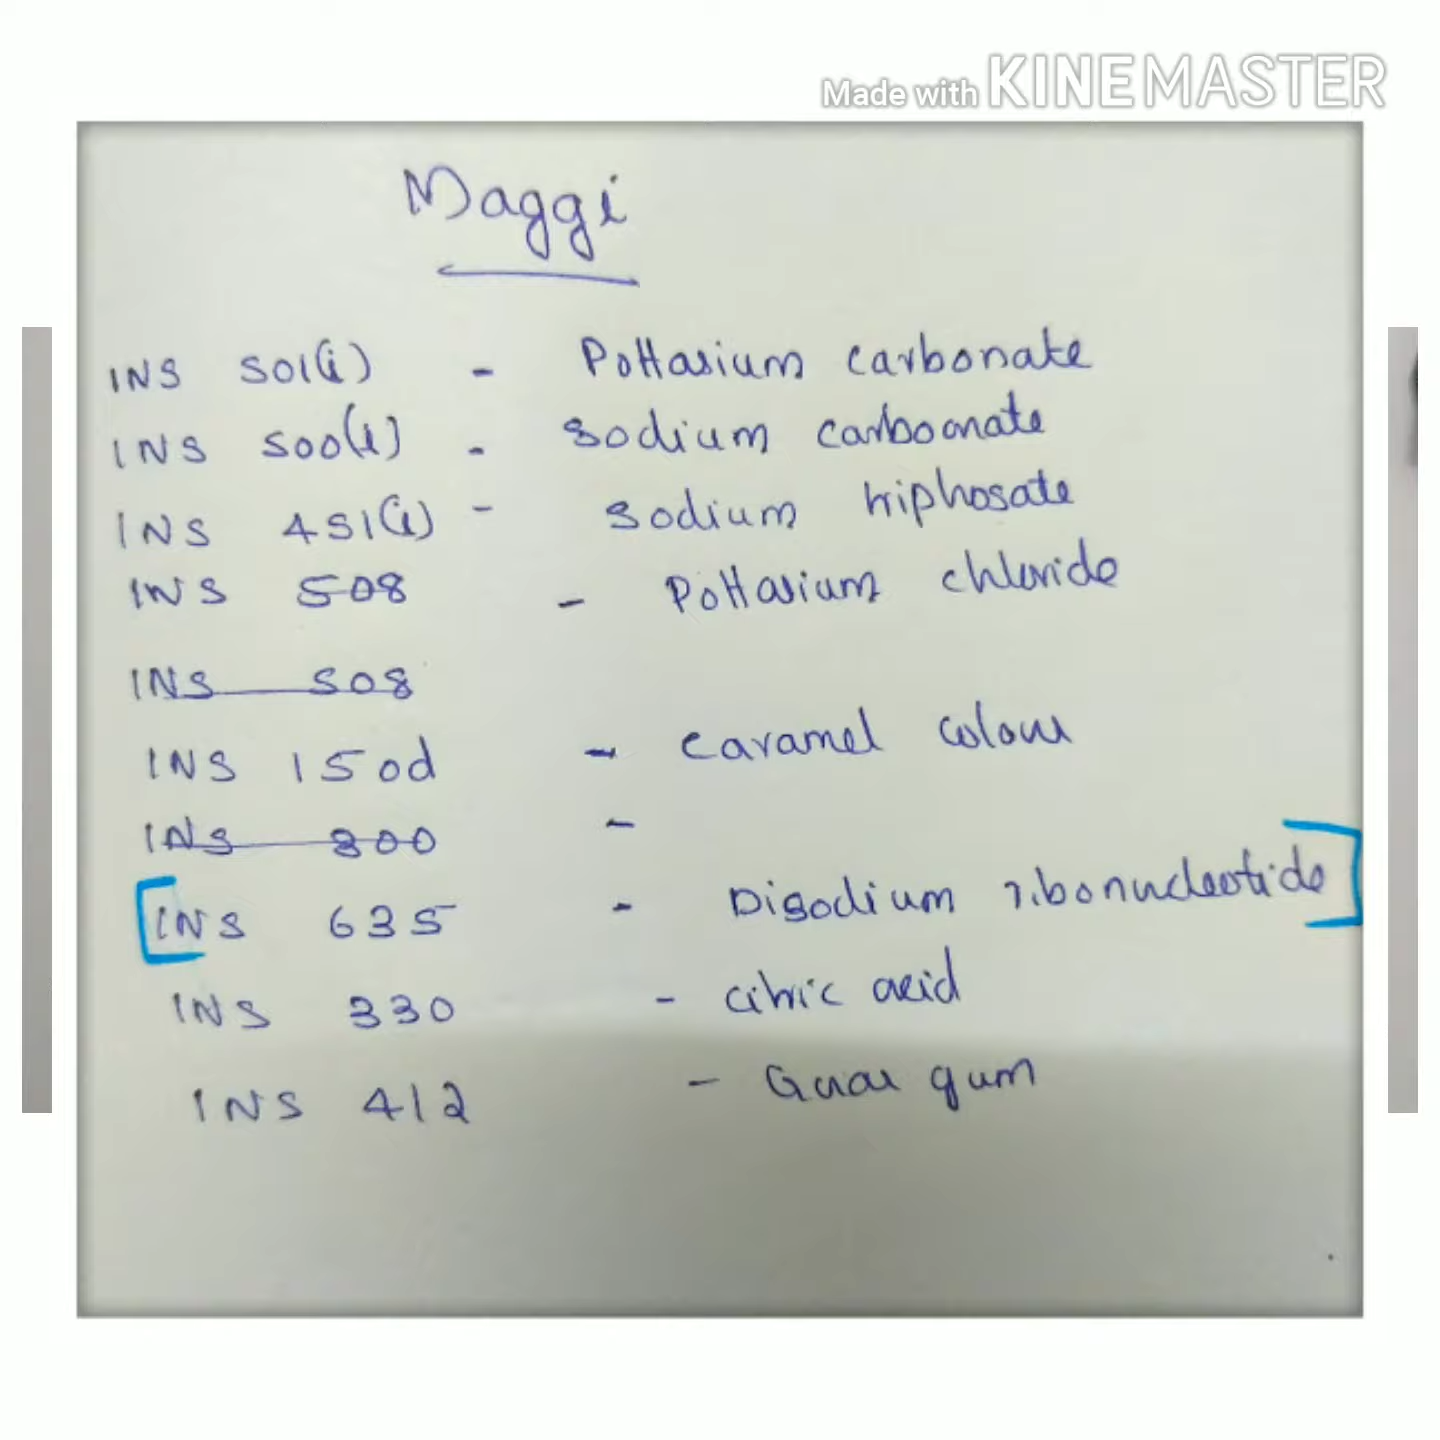 Made with KINEMASTER
Maggi
INS 501(i) - Pottasium carbonate
INS 500(i) - Sodium carboonate
INS 451(i) - Sodium triphosate
INS 508 - Pottasium chloride
INS 508
INS 150d - Caramel colour
INS 300 -
[INS 635 - Disodium ribonucleotide]
INS 330 - Citric acid
INS 412 - Guar gum